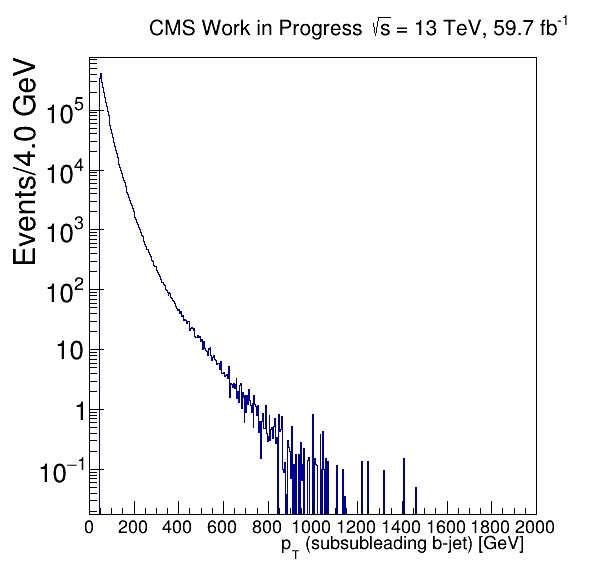 CMS Work in Progress √s = 13 TeV, 59.7 fb⁻¹
Events/4.0 GeV
10⁵
10⁴
10³
10²
10
1
10⁻¹
0 200 400 600 800 1000 1200 1400 1600 1800 2000
p_T (subsubleading b-jet) [GeV]